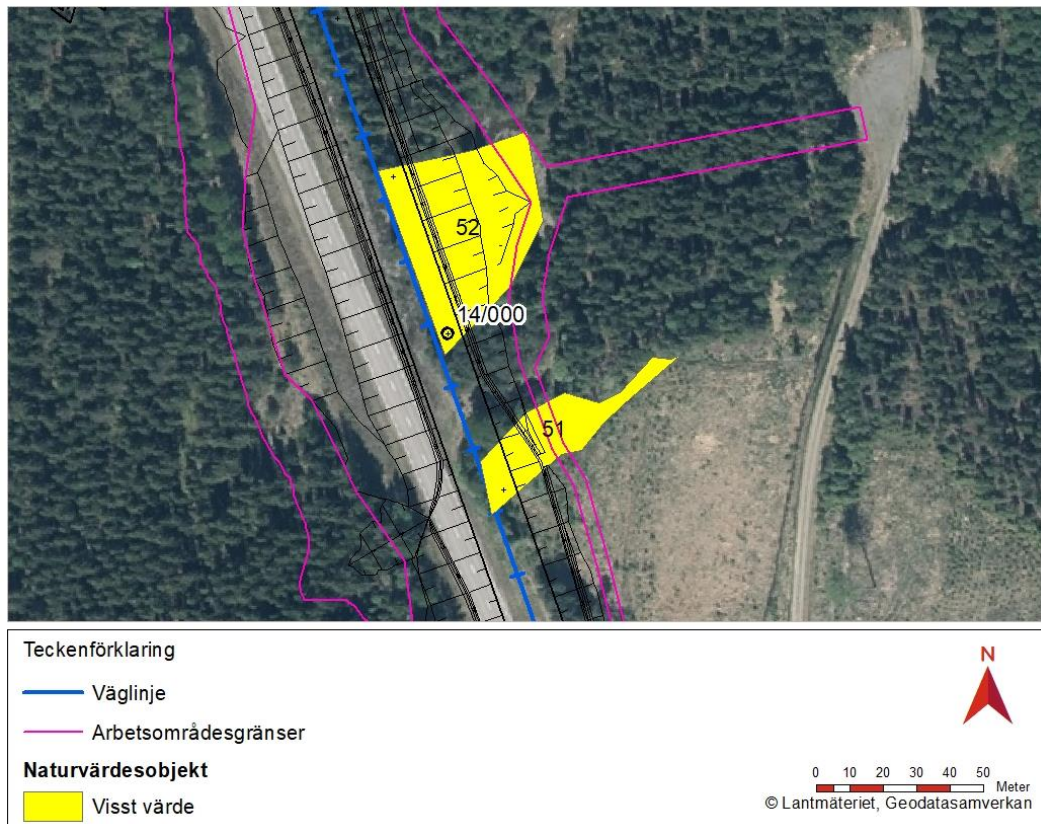 52
14/000
51
Teckenförklaring
Väglinje
Arbetsområdesgränser
Naturvärdesobjekt
Visst värde
N
0 10 20 30 40 50
Meter
© Lantmäteriet, Geodatasamverkan